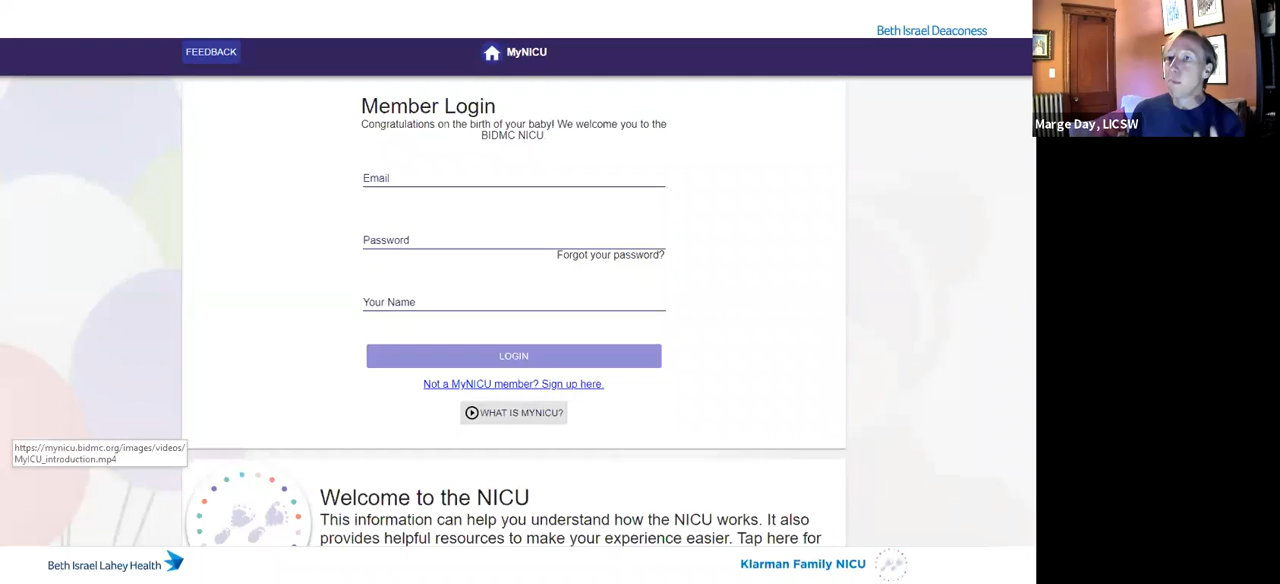 Beth Israel Deaconess
FEEDBACK
MyNICU
Marge Day, LICSW
Member Login
Congratulations on the birth of your baby! We welcome you to the
BIDMC NICU
Email
Password
Forgot your password?
Your Name
LOGIN
Not a MyNICU member? Sign up here.
WHAT IS MYNICU?
https://mynicu.bidmc.org/images/videos/
MyICU_introduction.mp4
Welcome to the NICU
This information can help you understand how the NICU works. It also
provides helpful resources to make your experience easier. Tap here for
Beth Israel Lahey Health
Klarman Family NICU